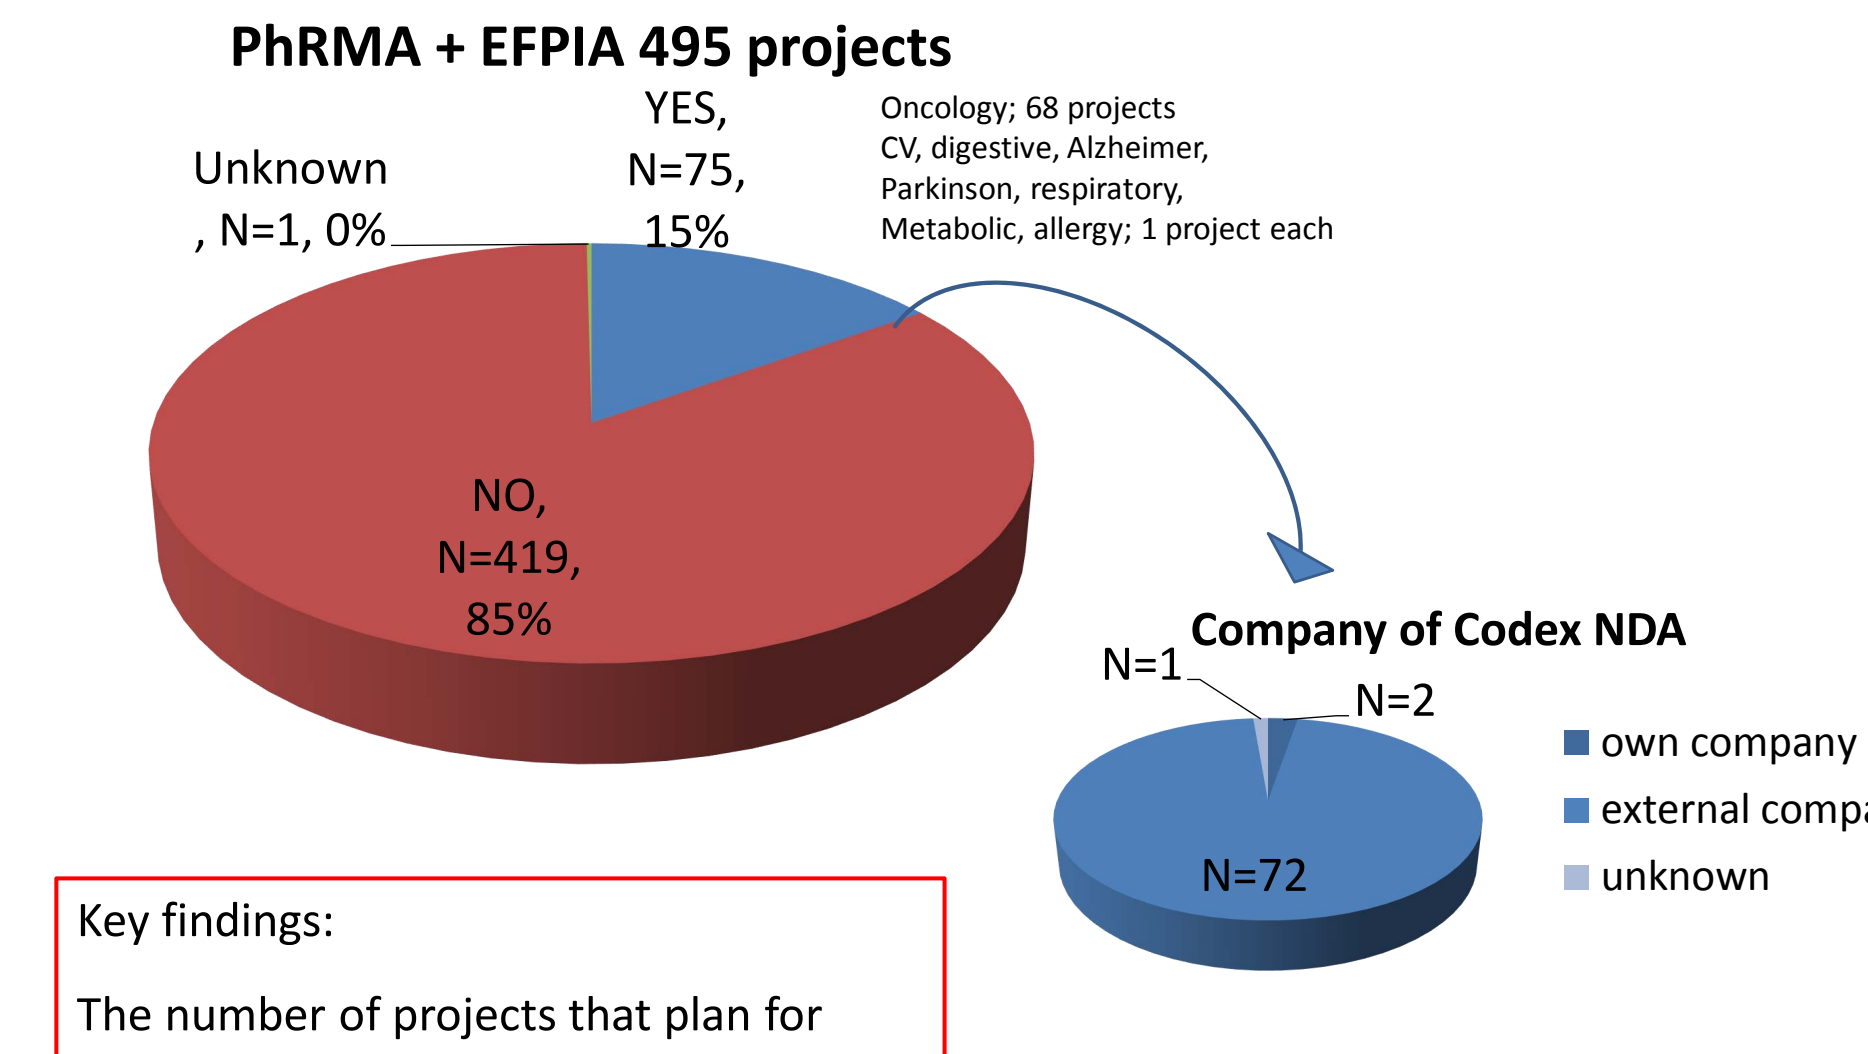 PhRMA + EFPIA 495 projects
YES,
N=75,
15%
Unknown
, N=1, 0%
Oncology; 68 projects
CV, digestive, Alzheimer,
Parkinson, respiratory,
Metabolic, allergy; 1 project each
NO,
N=419,
85%
Company of Codex NDA
N=1
N=2
N=72
own company
external
unknown
Key findings:
The number of projects that plan for